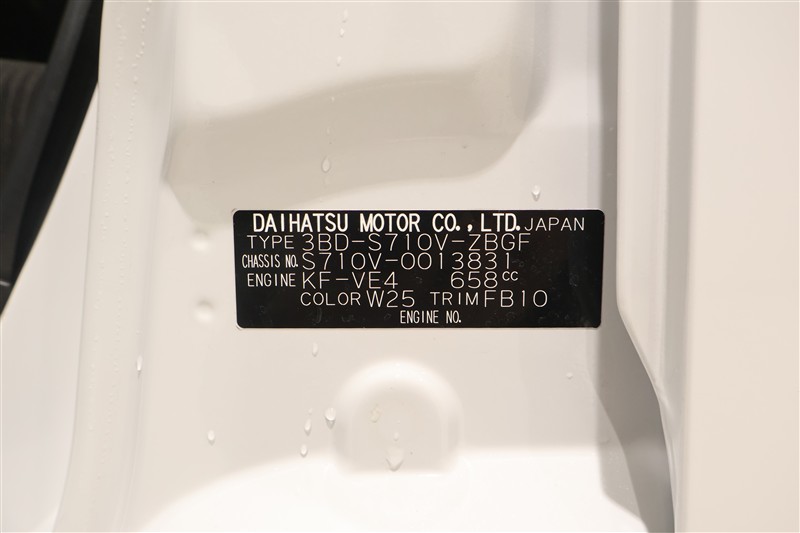 DAIHATSU MOTOR CO., LTD. JAPAN
TYPE 3BD-S710V-ZBGF
CHASSIS NO. S710V-0013831
ENGINE KF-VE4 658cc
COLOR W25 TRIM FB10
ENGINE NO.